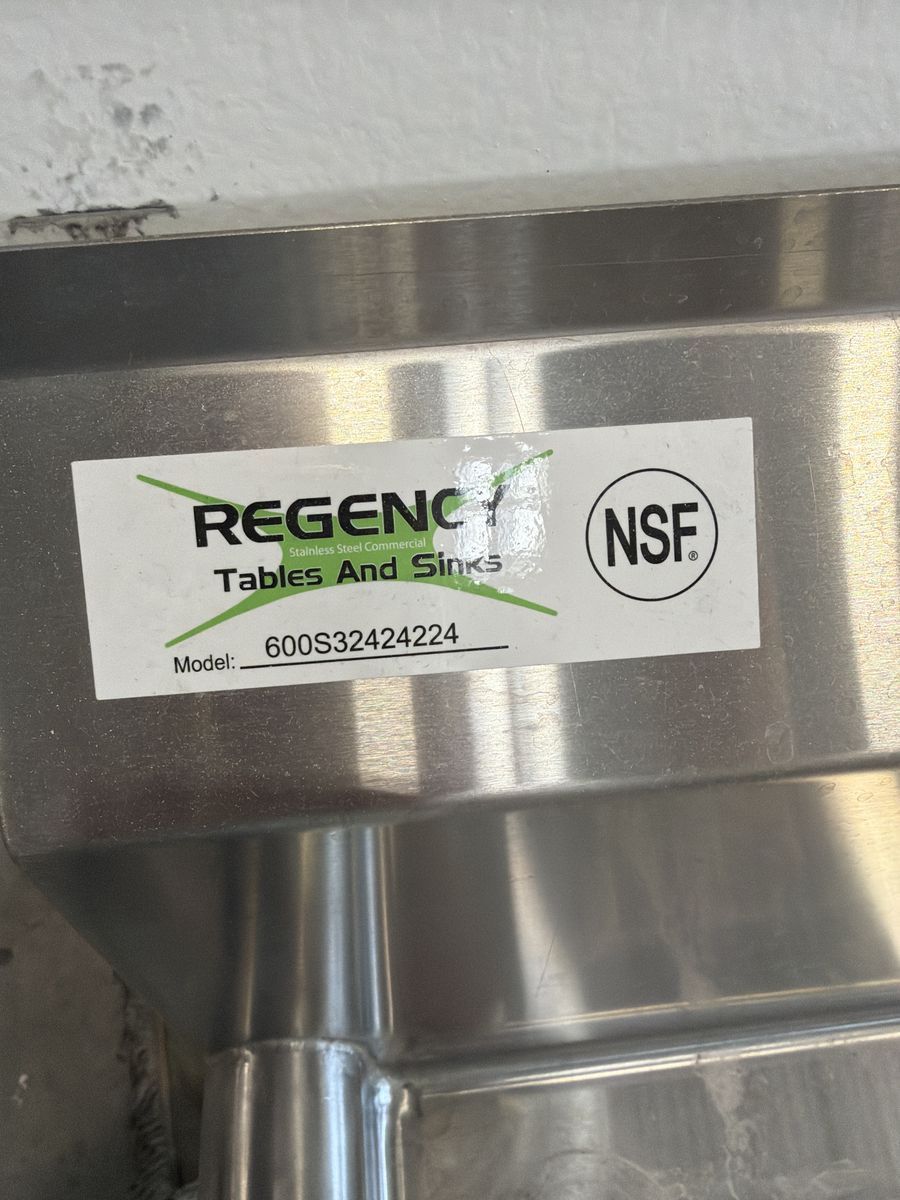 REGENCY
Stainless Steel Commercial
Tables And Sinks
Model: 600S32424224
NSF®